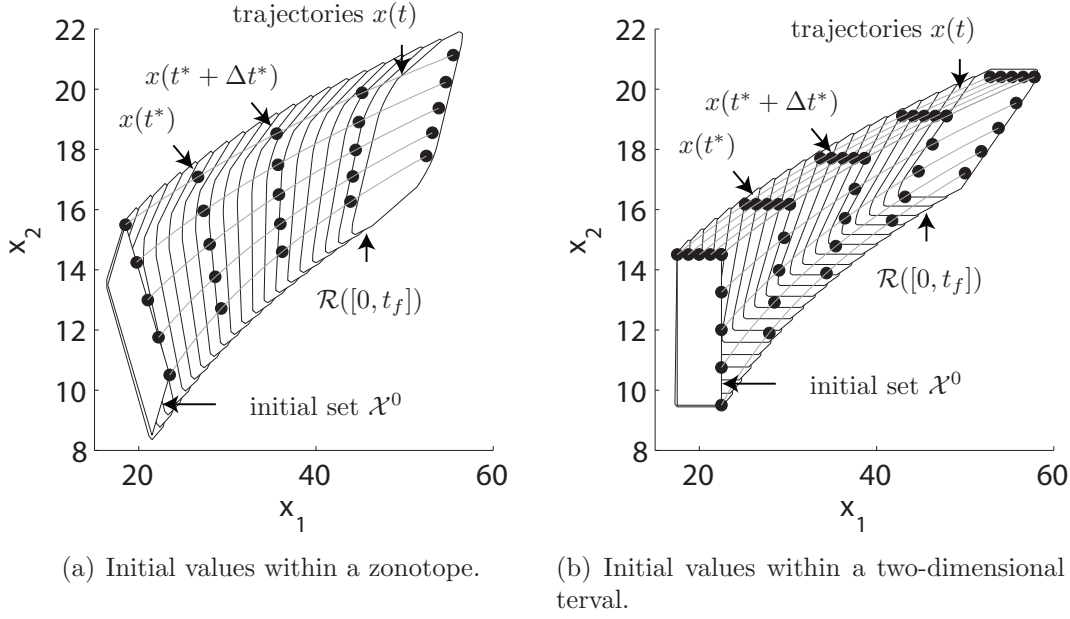 trajectories x(t)
x(t* + Δt*)
x(t*)
22
20
18
16
14
12
10
8
x₂
R([0, t_f])
initial set X⁰
20
40
60
x₁
(a) Initial values within a zonotope.
trajectories x(t)
x(t* + Δt*)
x(t*)
22
20
18
16
14
12
10
8
x₂
R([0, t_f])
initial set X⁰
20
40
60
x₁
(b) Initial values within a two-dimensional
terval.